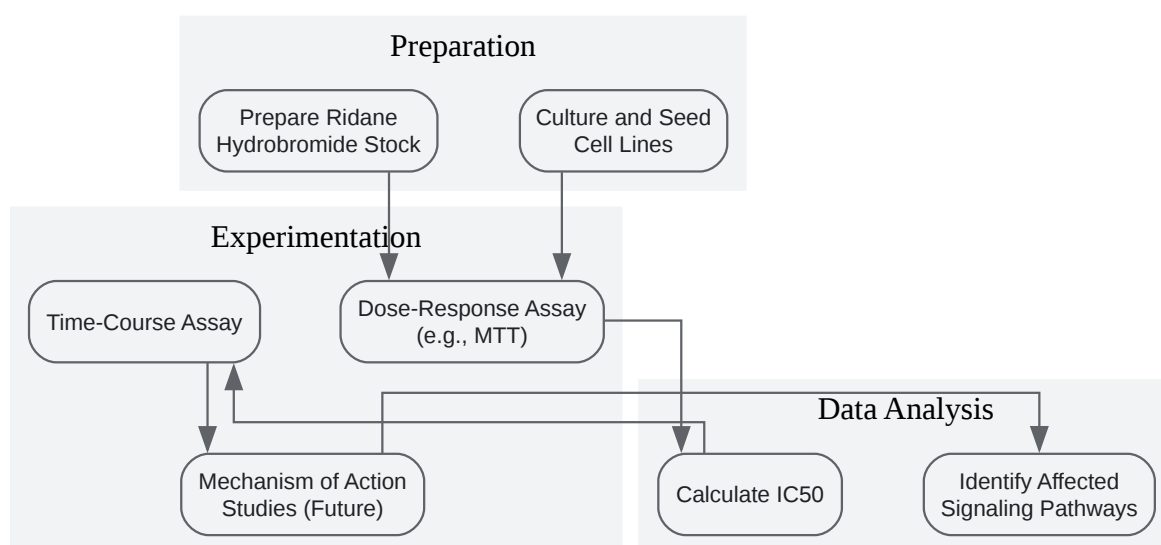 Preparation
Prepare Ridane
Hydrobromide Stock
Culture and Seed
Cell Lines
Experimentation
Time-Course Assay
Dose-Response Assay
(e.g., MTT)
Mechanism of Action
Studies (Future)
Data Analysis
Calculate IC50
Identify Affected
Signaling Pathways